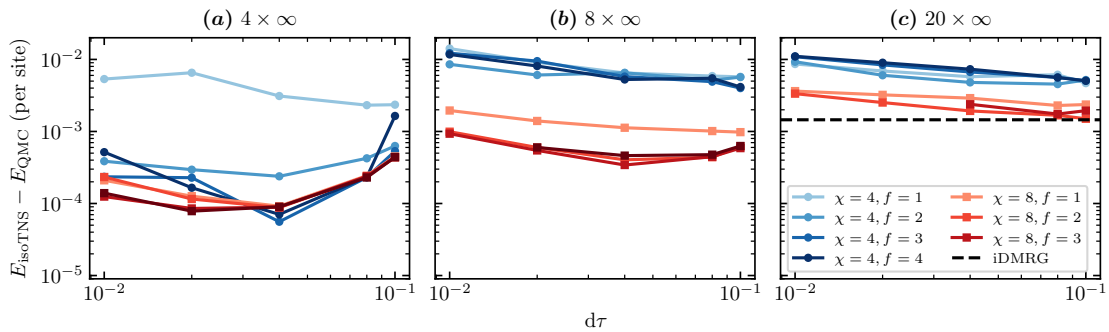 (a) 4 × ∞
(b) 8 × ∞
(c) 20 × ∞
E_isoTNS − E_QMC (per site)
10⁻²
10⁻³
10⁻⁴
10⁻⁵
10⁻² 10⁻¹
10⁻² 10⁻¹
10⁻² 10⁻¹
dτ
χ = 4, f = 1
χ = 4, f = 2
χ = 4, f = 3
χ = 4, f = 4
χ = 8, f = 1
χ = 8, f = 2
χ = 8, f = 3
iDMRG